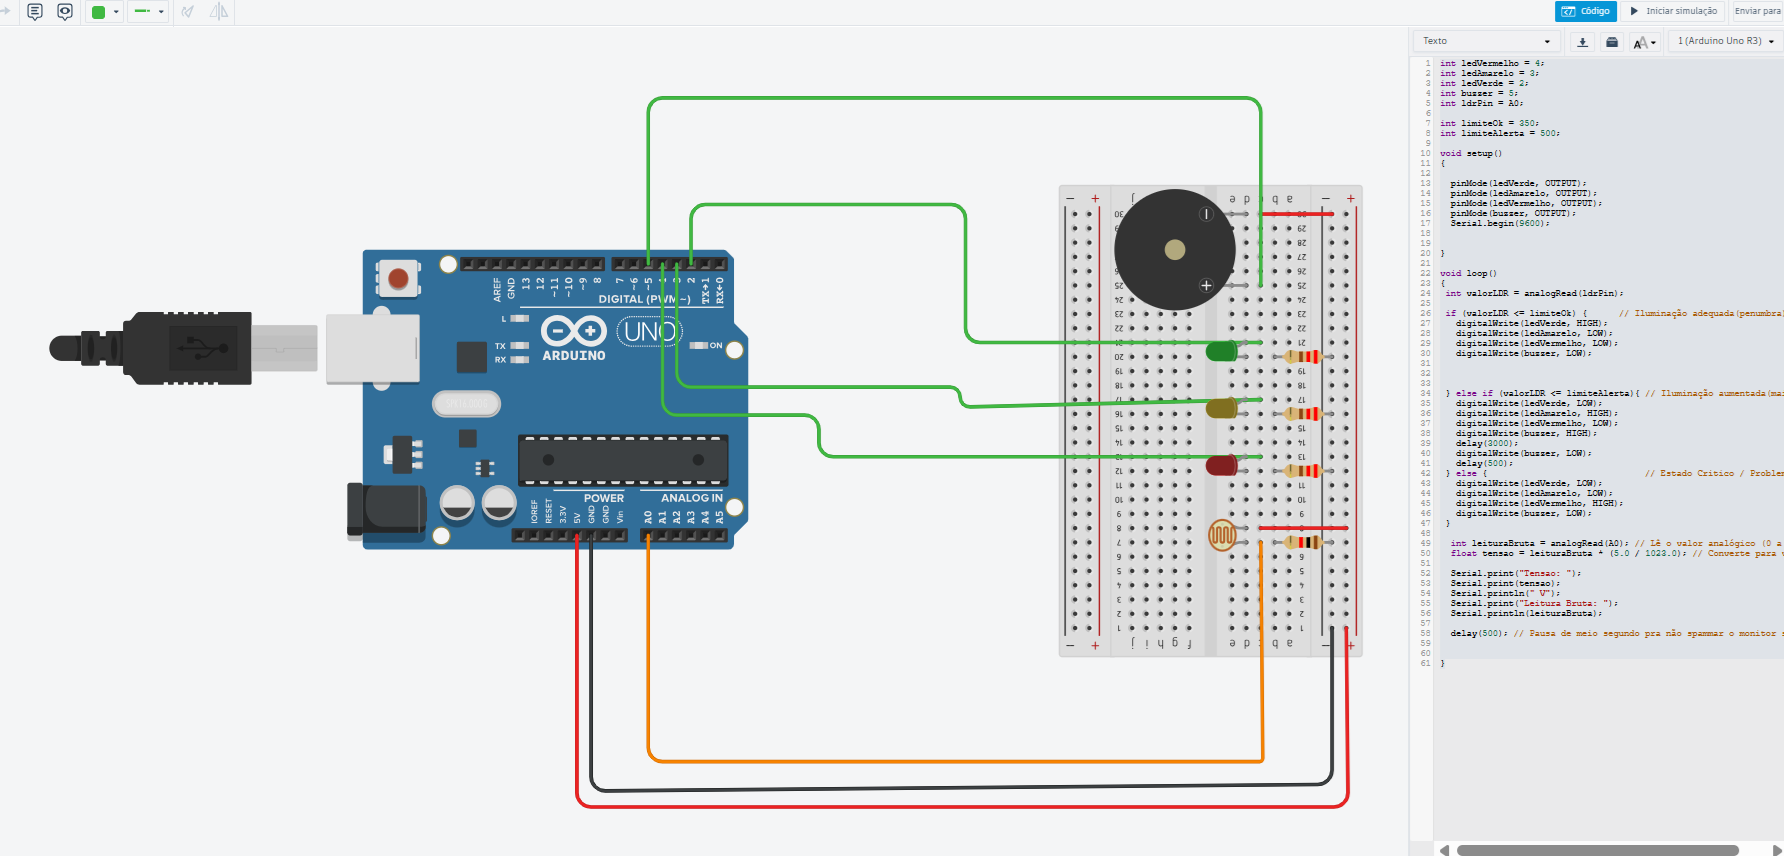 Código
Iniciar simulação
Enviar para
Texto
1 (Arduino Uno R3)
AREF
GND
13
12
~11
~10
~9
8
7
~6
~5
2
TX→1
RX←0
DIGITAL (PWM~)
L
TX
RX
UNO
ARDUINO
ON
IOREF
RESET
3.3V
5V
GND
GND
Vin
POWER
ANALOG IN
A0
A1
A2
A3
A4
A5
1 int ledVermelho = 4;
2 int ledAmarelo = 3;
3 int ledVerde = 2;
4 int buzzer = 5;
5 int ldrPin = A0;
6
7 int limiteOk = 350;
8 int limiteAlerta = 500;
9
10 void setup()
11 {
12
13 pinMode(ledVerde, OUTPUT);
14 pinMode(ledAmarelo, OUTPUT);
15 pinMode(ledVermelho, OUTPUT);
16 pinMode(buzzer, OUTPUT);
17 Serial.begin(9600);
18
19
20 }
21
22 void loop()
23 {
24 int valorLDR = analogRead(ldrPin);
25
26 if (valorLDR <= limiteOk) { // Iluminação adequada(penumbra)
27 digitalWrite(ledVerde, HIGH);
28 digitalWrite(ledAmarelo, LOW);
29 digitalWrite(ledVermelho, LOW);
30 digitalWrite(buzzer, LOW);
31
32
33
34 } else if (valorLDR <= limiteAlerta){ // Iluminação aumentada(mai
35 digitalWrite(ledVerde, LOW);
36 digitalWrite(ledAmarelo, HIGH);
37 digitalWrite(ledVermelho, LOW);
38 digitalWrite(buzzer, HIGH);
39 delay(3000);
40 digitalWrite(buzzer, LOW);
41 delay(500);
42 } else { // Estado Crítico / Problem
43 digitalWrite(ledVerde, LOW);
44 digitalWrite(ledAmarelo, LOW);
45 digitalWrite(ledVermelho, HIGH);
46 digitalWrite(buzzer, LOW);
47 }
48
49 int leituraBruta = analogRead(A0); // Lê o valor analógico (0 a
50 float tensao = leituraBruta * (5.0 / 1023.0); // Converte para
51
52 Serial.print("Tensao: ");
53 Serial.print(tensao);
54 Serial.println(" V");
55 Serial.print("Leitura Bruta: ");
56 Serial.println(leituraBruta);
57
58 delay(500); // Pausa de meio segundo pra não spammar o monitor s
59
60
61 }